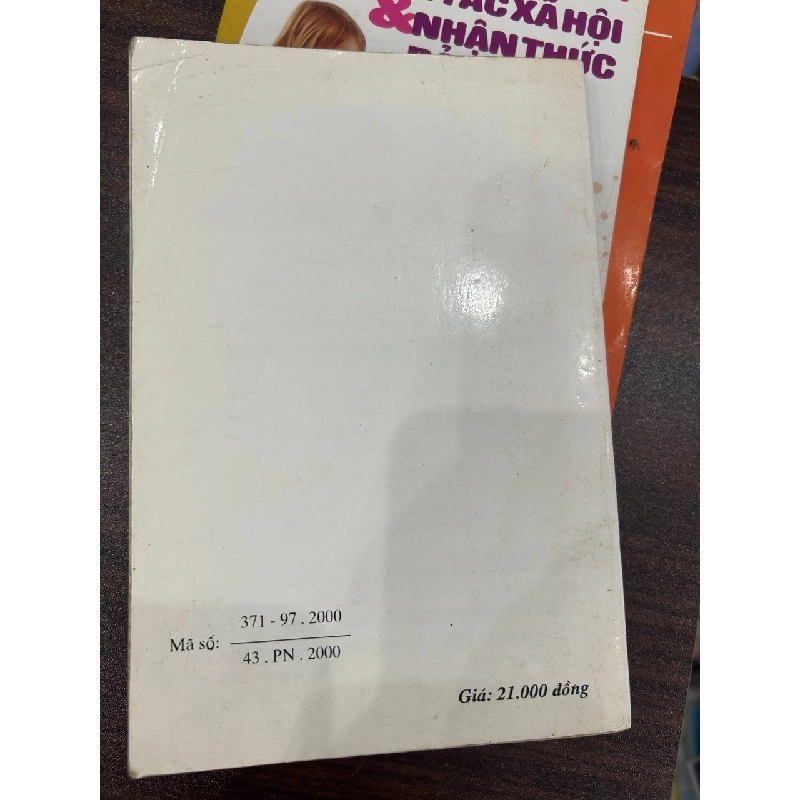 TÁC XÃ HỘI
& NHẬN THỨC
Mã số: 371 - 97 . 2000
43 . PN . 2000
Giá: 21.000 đồng